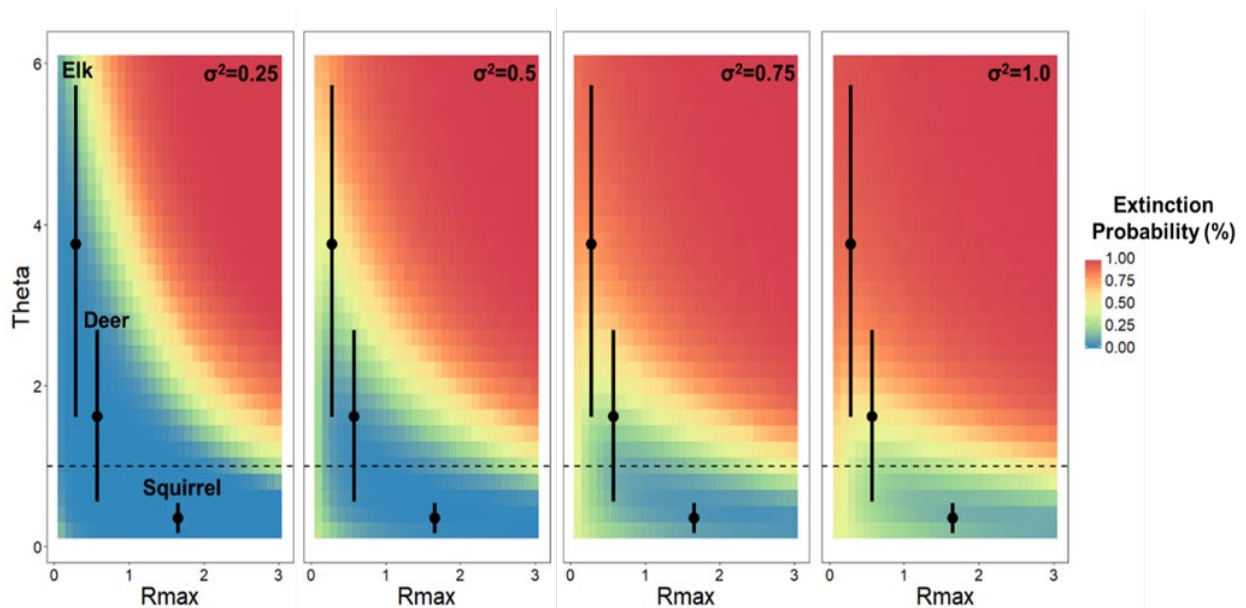 σ²=0.25
σ²=0.5
σ²=0.75
σ²=1.0
Elk
Deer
Squirrel
Theta
6
4
2
0
0 1 2 3
0 1 2 3
0 1 2 3
0 1 2 3
Rmax
Rmax
Rmax
Rmax
Extinction
Probability (%)
1.00
0.75
0.50
0.25
0.00